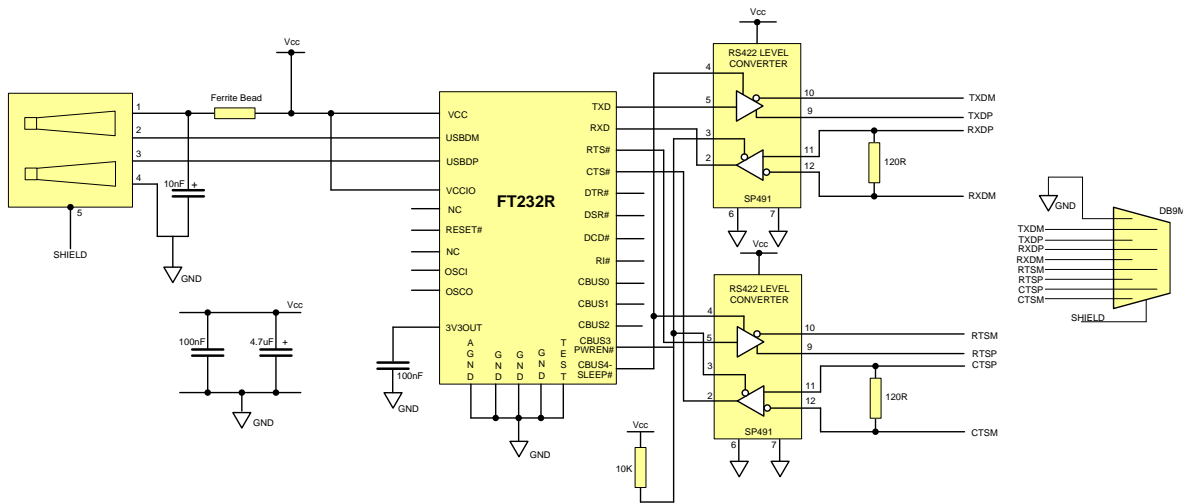 Vcc
Ferrite Bead
1
2
3
4
5
SHIELD
10nF
+
GND
Vcc
100nF
4.7uF
+
GND
FT232R
VCC
USBDM
USBDP
VCCIO
NC
RESET#
NC
OSCI
OSCO
3V3OUT
AGND
GND
GND
GND
TEST
TXD
RXD
RTS#
CTS#
DTR#
DSR#
DCD#
RI#
CBUS0
CBUS1
CBUS2
CBUS3
PWREN#
CBUS4-
SLEEP#
100nF
GND
GND
Vcc
10K
Vcc
RS422 LEVEL
CONVERTER
4
5
3
2
10
9
11
12
SP491
6
7
TXDM
TXDP
RXDP
120R
RXDM
Vcc
RS422 LEVEL
CONVERTER
4
5
3
2
10
9
11
12
SP491
6
7
RTSM
RTSP
CTSP
120R
CTSM
GND
DB9M
TXDM
TXDP
RXDP
RXDM
RTSM
RTSP
CTSP
CTSM
SHIELD